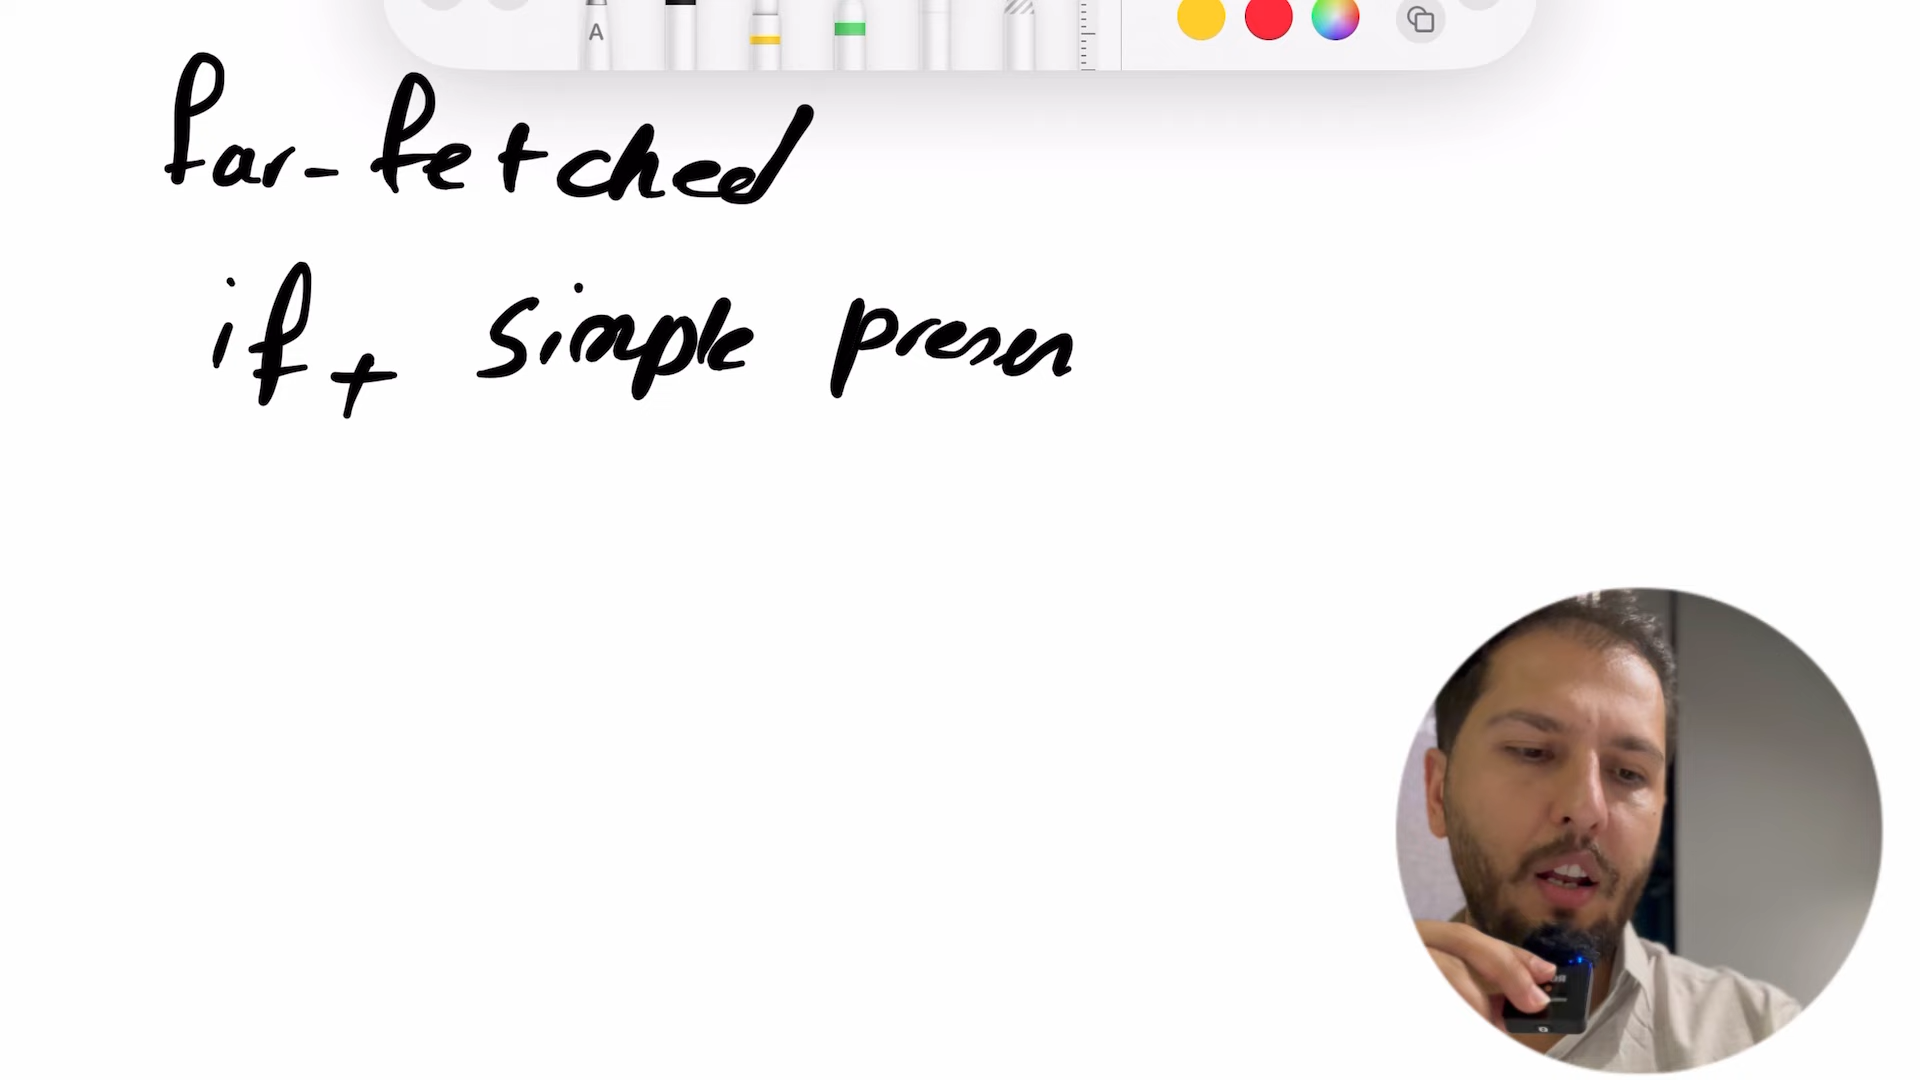 A
far-fetched
if + simple presen